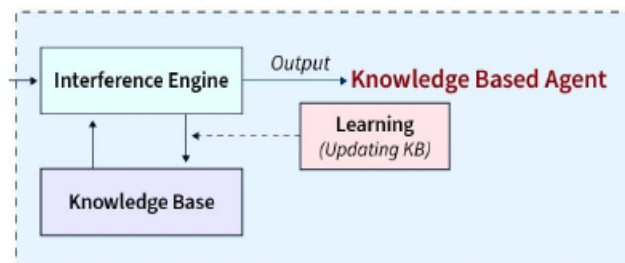 Output
Interference Engine
Knowledge Based Agent
Learning
(Updating KB)
Knowledge Base